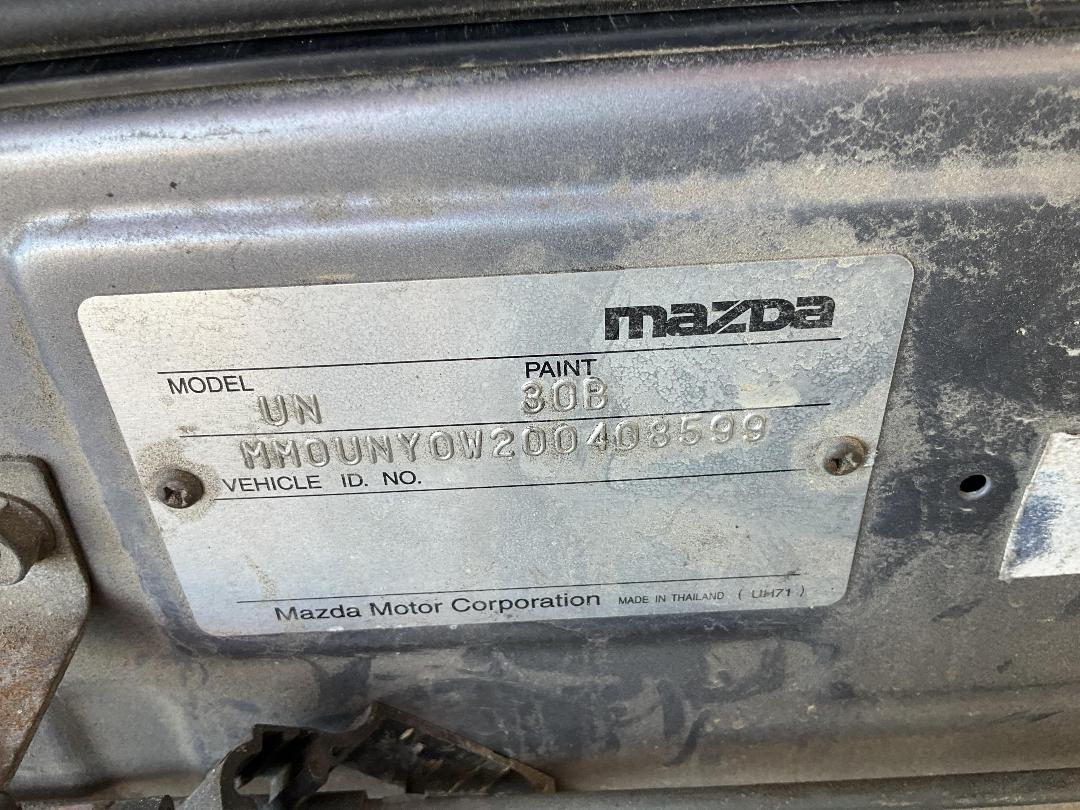 mazda
MODEL PAINT
UN 30B
MM0UNY0W200408599
VEHICLE ID. NO.
Mazda Motor Corporation MADE IN THAILAND ( UH71 )